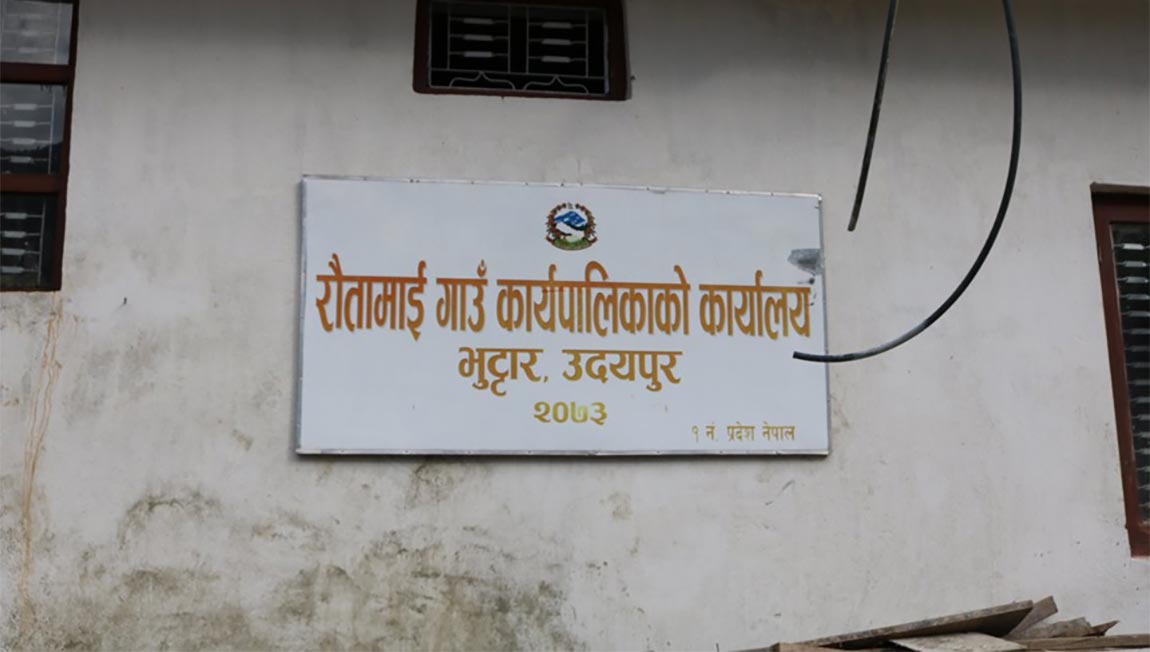 रौतामाई गाउँ कार्यपालिकाको कार्यालय
भुट्टार, उदयपुर
२०७३
१ नं. प्रदेश नेपाल